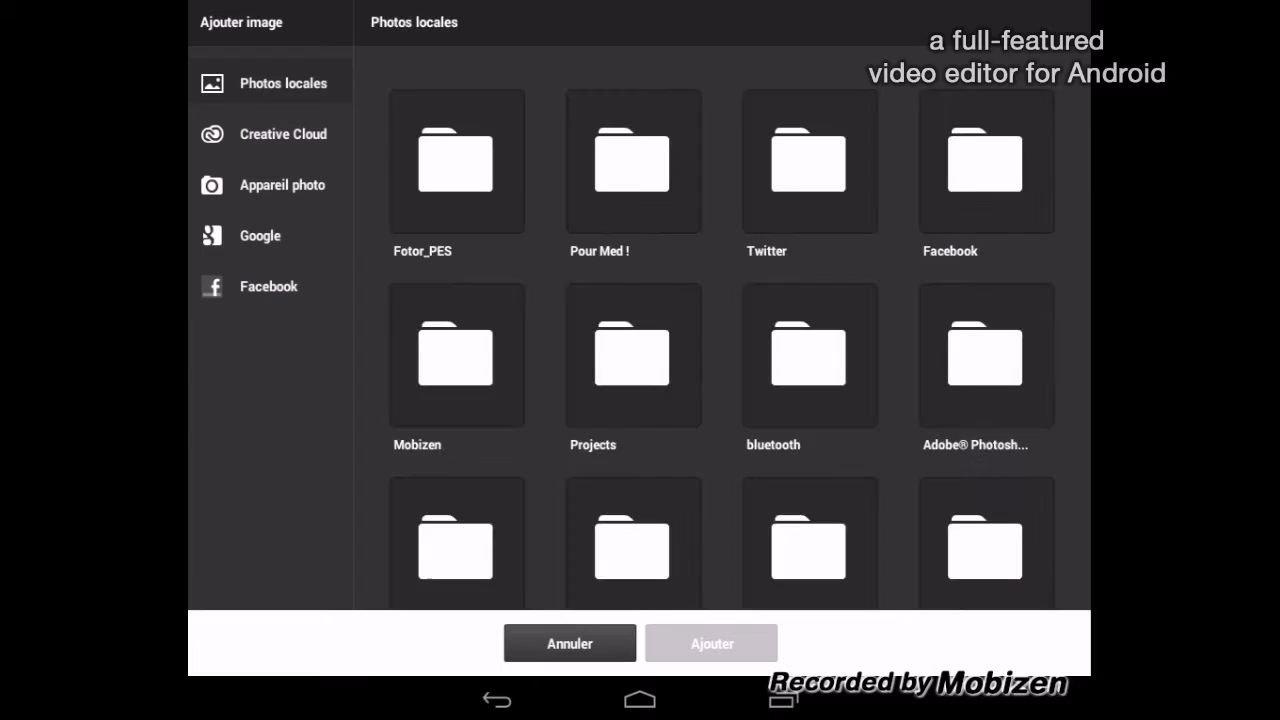 Ajouter image
Photos locales
a full-featured
video editor for Android
Photos locales
Creative Cloud
Appareil photo
Google
Facebook
Fotor_PES
Pour Med !
Twitter
Facebook
Mobizen
Projects
bluetooth
Adobe® Photosh...
Annuler
Ajouter
Recorded by Mobizen